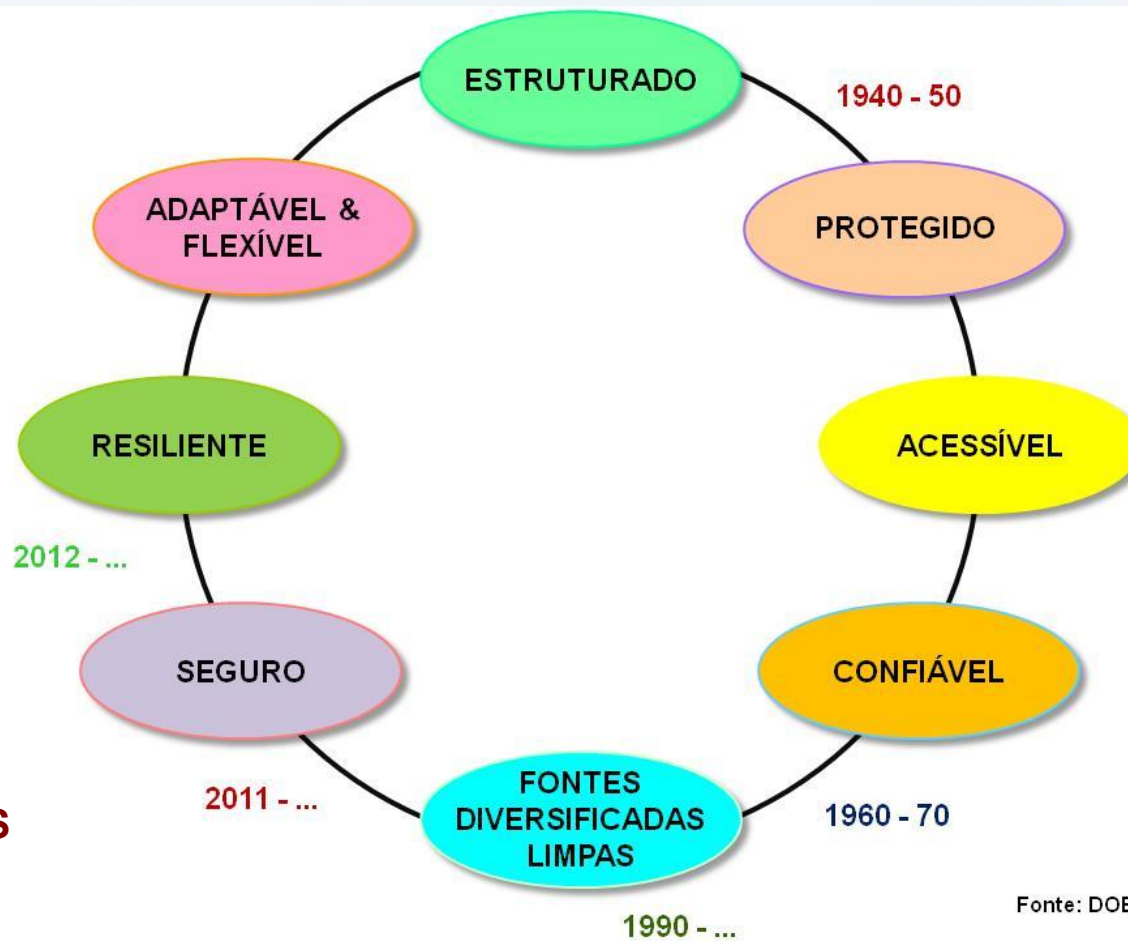 ESTRUTURADO
1940 - 50
PROTEGIDO
ACESSÍVEL
CONFIÁVEL
1960 - 70
FONTES
DIVERSIFICADAS
LIMPAS
1990 - ...
SEGURO
2011 - ...
RESILIENTE
2012 - ...
ADAPTÁVEL &
FLEXÍVEL
Fonte: